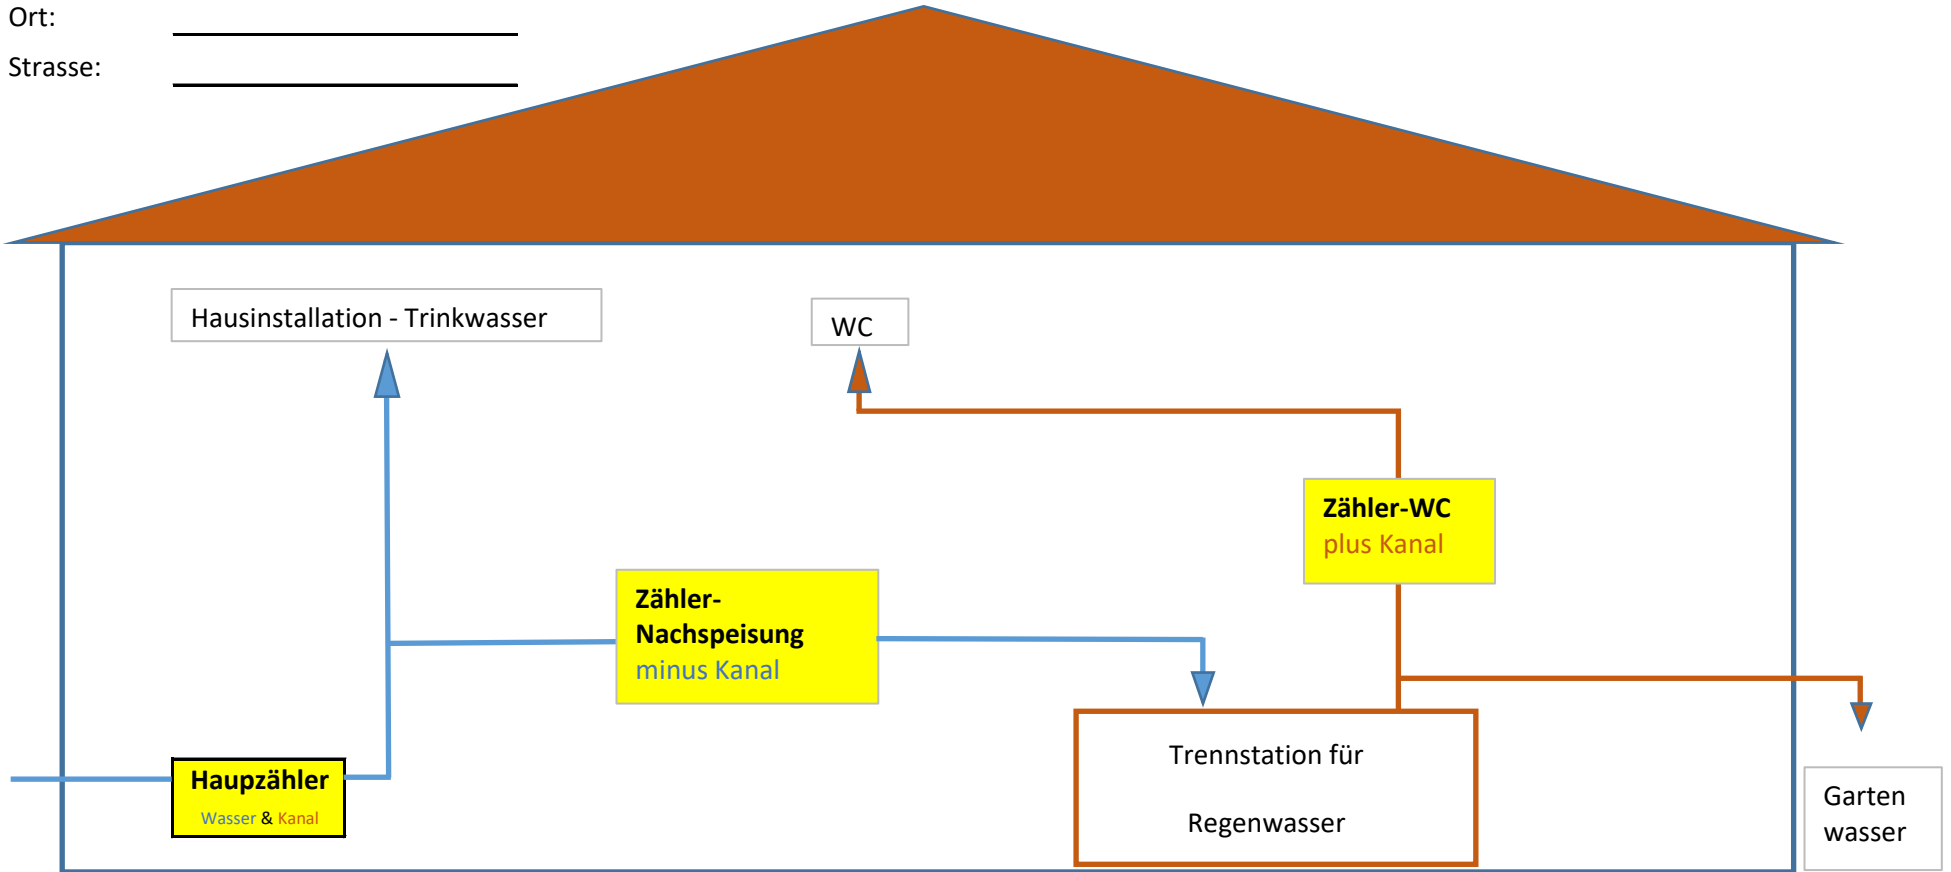 Ort:
Strasse:
Hausinstallation - Trinkwasser
WC
Zähler-WC
plus Kanal
Zähler-
Nachspeisung
minus Kanal
Trennstation für
Regenwasser
Haupzähler
Wasser & Kanal
Garten
wasser